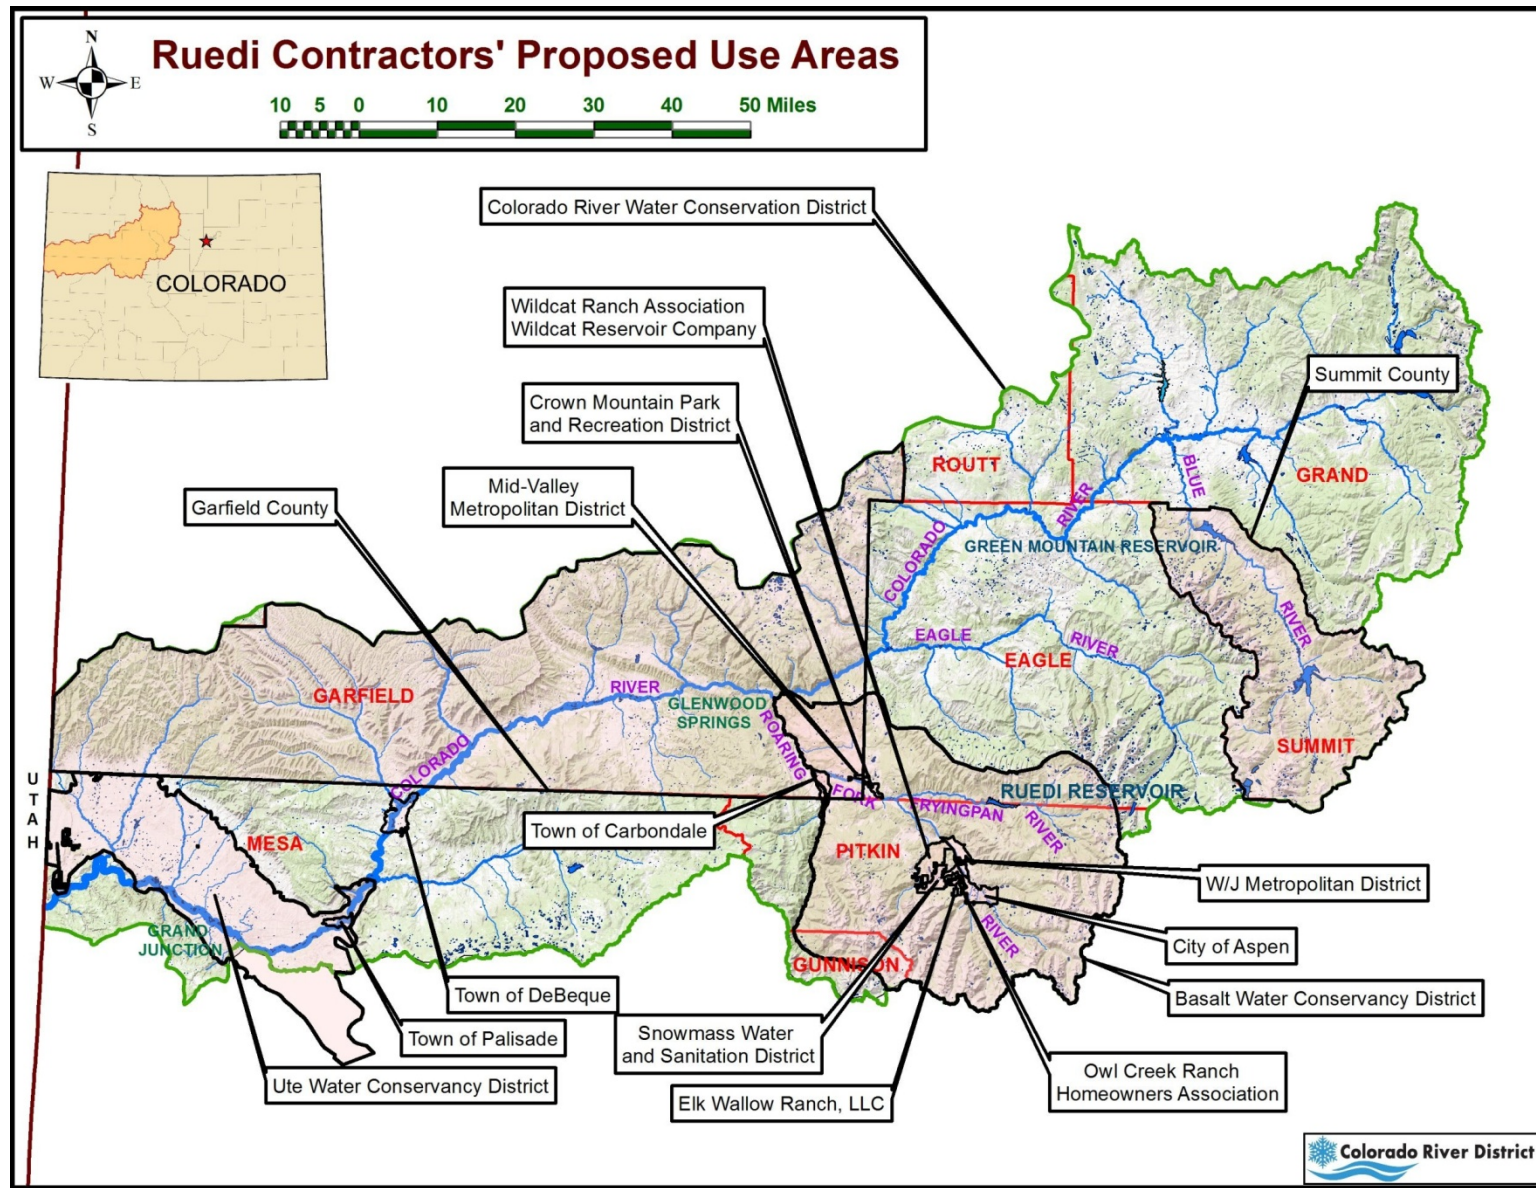 Ruedi Contractors' Proposed Use Areas
N
W
E
S
10 5 0 10 20 30 40 50 Miles
COLORADO
Colorado River Water Conservation District
Wildcat Ranch Association
Wildcat Reservoir Company
Crown Mountain Park
and Recreation District
Mid-Valley
Metropolitan District
Garfield County
Summit County
ROUTT
GRAND
BLUE
RIVER
COLORADO
RIVER
GREEN MOUNTAIN RESERVOIR
EAGLE
RIVER
EAGLE
SUMMIT
GARFIELD
COLORADO
RIVER
GLENWOOD
SPRINGS
ROARING
FORK
RIVER
FRYINGPAN
RIVER
RUEDI RESERVOIR
UTAH
MESA
PITKIN
GUNNISON
GRAND
JUNCTION
Town of Carbondale
W/J Metropolitan District
City of Aspen
Basalt Water Conservancy District
Town of DeBeque
Town of Palisade
Ute Water Conservancy District
Snowmass Water
and Sanitation District
Elk Wallow Ranch, LLC
Owl Creek Ranch
Homeowners Association
Colorado River District